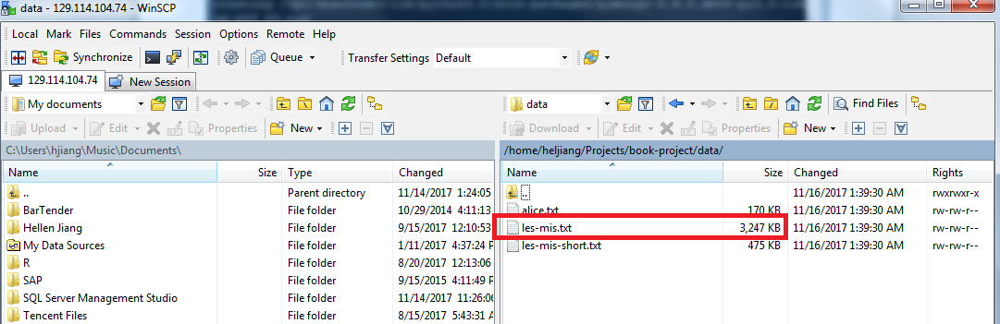 data - 129.114.104.74 - WinSCP
Local Mark Files Commands Session Options Remote Help
Synchronize Queue Transfer Settings Default
129.114.104.74 New Session
My documents data Find Files
Upload Edit Properties New Download Edit Properties New
C:\Users\hjiang\Music\Documents\ /home/heljiang/Projects/book-project/data/
Name Size Type Changed Name Size Changed Rights
.. Parent directory 11/14/2017 1:24:05 .. 11/16/2017 1:39:30 AM rwxrwxr-x
BarTender File folder 10/29/2014 4:11:13 alice.txt 170 KB 11/16/2017 1:39:30 AM rw-rw-r--
Hellen Jiang File folder 9/15/2017 12:10:53 les-mis.txt 3,247 KB 11/16/2017 1:39:30 AM rw-rw-r--
My Data Sources File folder 1/11/2017 4:37:24 P les-mis-short.txt 475 KB 11/16/2017 1:39:30 AM rw-rw-r--
R File folder 8/20/2017 12:13:06
SAP File folder 9/15/2015 4:11:49 P
SQL Server Management Studio File folder 11/14/2017 11:26:06
Tencent Files File folder 8/15/2017 5:43:31 A